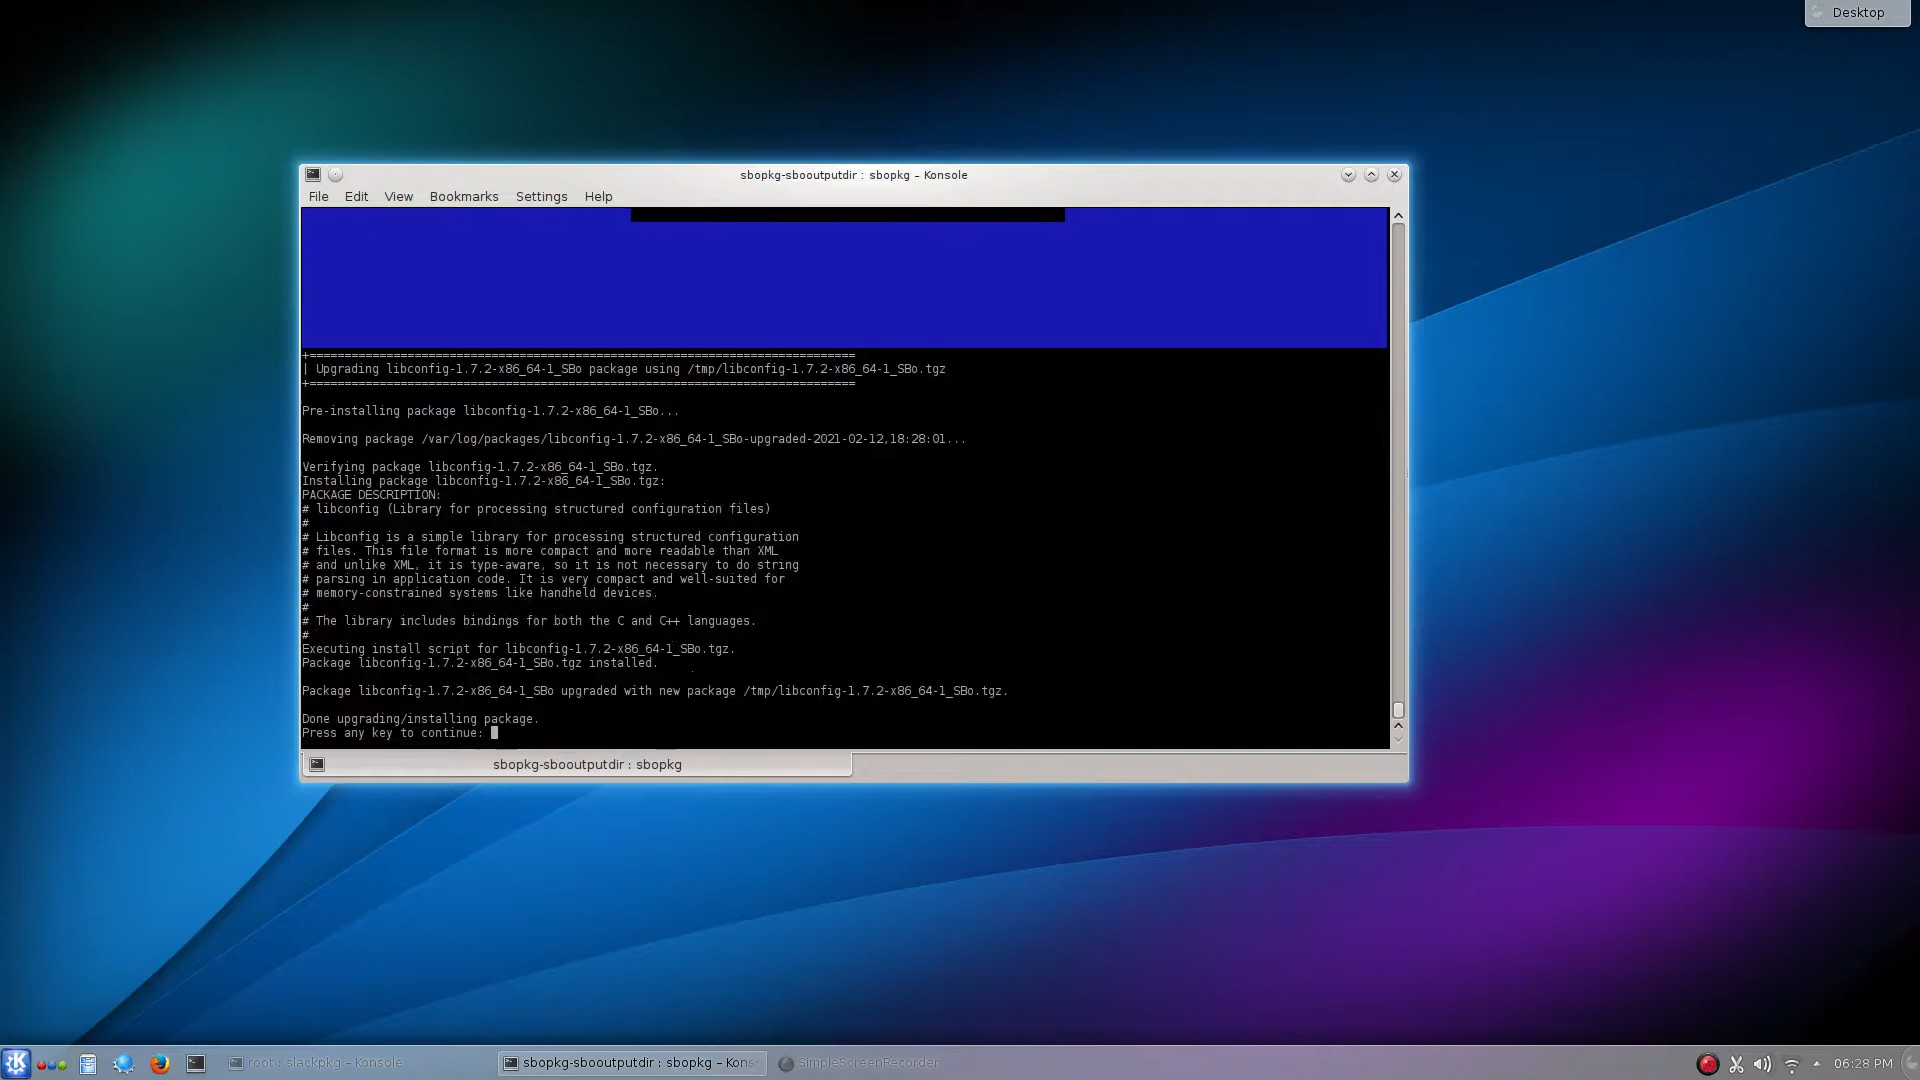 Desktop
sbopkg-sbooutputdir : sbopkg – Konsole
File Edit View Bookmarks Settings Help
+==============================================================================
| Upgrading libconfig-1.7.2-x86_64-1_SBo package using /tmp/libconfig-1.7.2-x86_64-1_SBo.tgz
+==============================================================================
Pre-installing package libconfig-1.7.2-x86_64-1_SBo...
Removing package /var/log/packages/libconfig-1.7.2-x86_64-1_SBo-upgraded-2021-02-12,18:28:01...
Verifying package libconfig-1.7.2-x86_64-1_SBo.tgz.
Installing package libconfig-1.7.2-x86_64-1_SBo.tgz:
PACKAGE DESCRIPTION:
# libconfig (Library for processing structured configuration files)
#
# Libconfig is a simple library for processing structured configuration
# files. This file format is more compact and more readable than XML
# and unlike XML, it is type-aware, so it is not necessary to do string
# parsing in application code. It is very compact and well-suited for
# memory-constrained systems like handheld devices.
#
# The library includes bindings for both the C and C++ languages.
#
Executing install script for libconfig-1.7.2-x86_64-1_SBo.tgz.
Package libconfig-1.7.2-x86_64-1_SBo.tgz installed.
Package libconfig-1.7.2-x86_64-1_SBo upgraded with new package /tmp/libconfig-1.7.2-x86_64-1_SBo.tgz.
Done upgrading/installing package.
Press any key to continue:
sbopkg-sbooutputdir : sbopkg
root : slackpkg – Konsole sbopkg-sbooutputdir : sbopkg – Kons SimpleScreenRecorder 06:28 PM